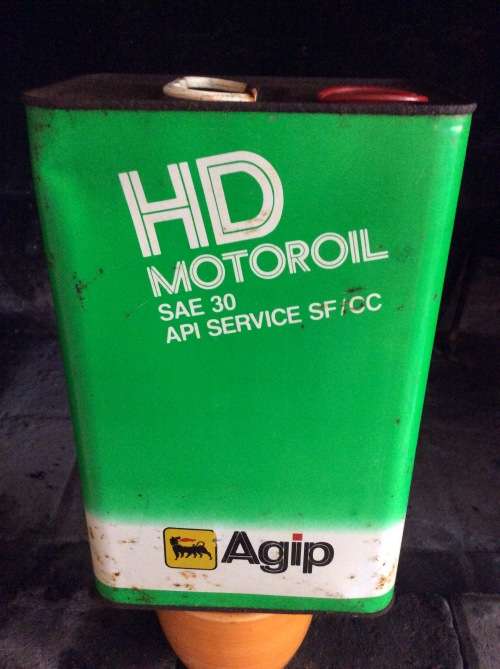 HD
MOTOROIL
SAE 30
API SERVICE SF/CC
Agip